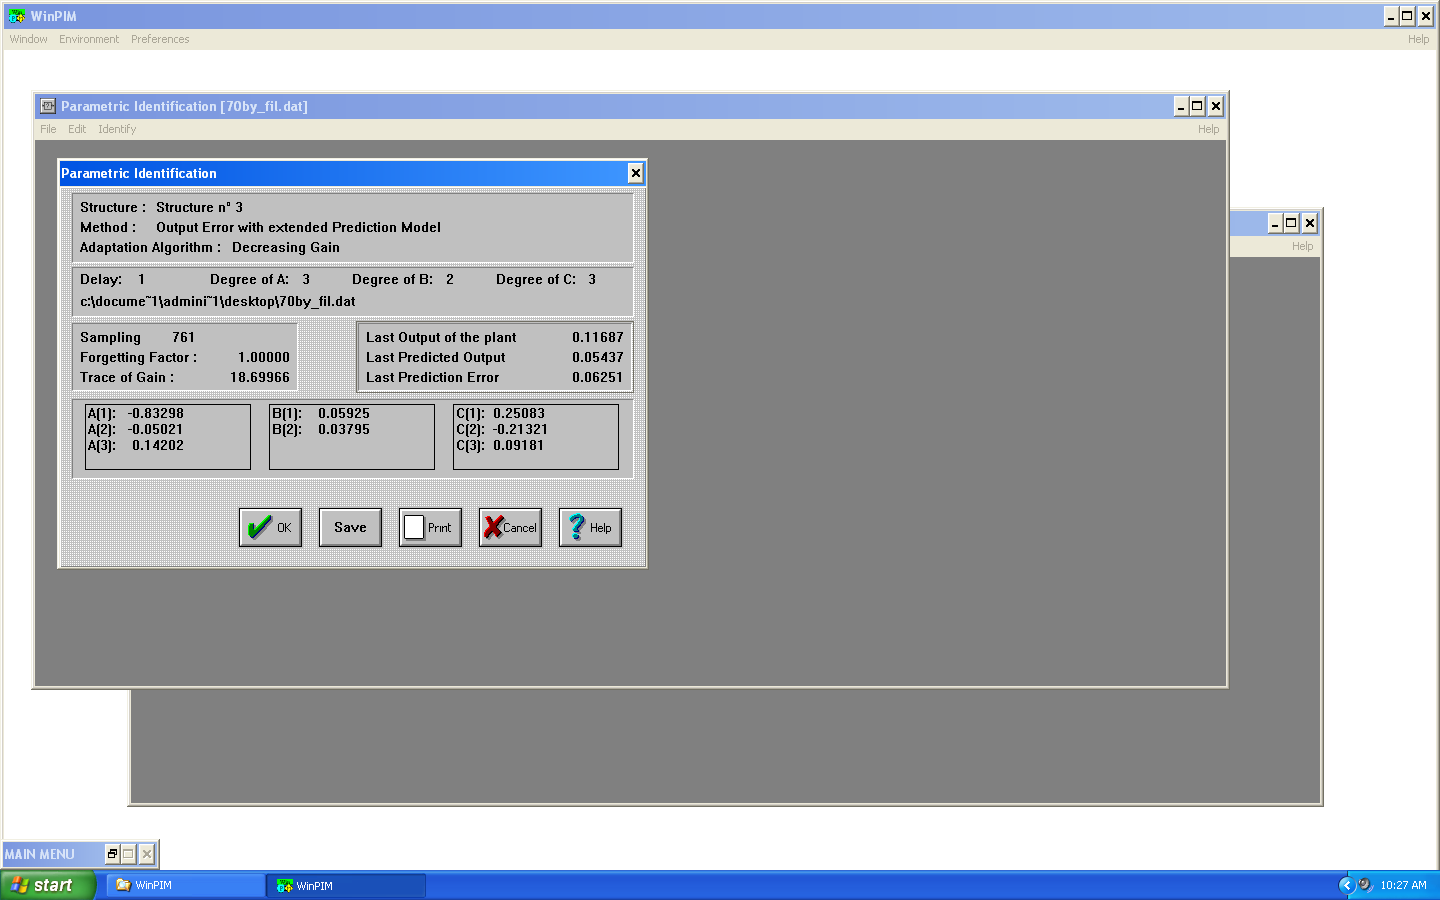 WinPIM
Window Environment Preferences Help
Parametric Identification [70by_fil.dat]
File Edit Identify Help
Help
Parametric Identification
Structure : Structure n° 3
Method : Output Error with extended Prediction Model
Adaptation Algorithm : Decreasing Gain
Delay: 1 Degree of A: 3 Degree of B: 2 Degree of C: 3
c:\docume~1\admini~1\desktop\70by_fil.dat
Sampling 761
Forgetting Factor : 1.00000
Trace of Gain : 18.69966
Last Output of the plant 0.11687
Last Predicted Output 0.05437
Last Prediction Error 0.06251
A(1): -0.83298
A(2): -0.05021
A(3): 0.14202
B(1): 0.05925
B(2): 0.03795
C(1): 0.25083
C(2): -0.21321
C(3): 0.09181
OK Save Print Cancel Help
MAIN MENU
start WinPIM WinPIM 10:27 AM